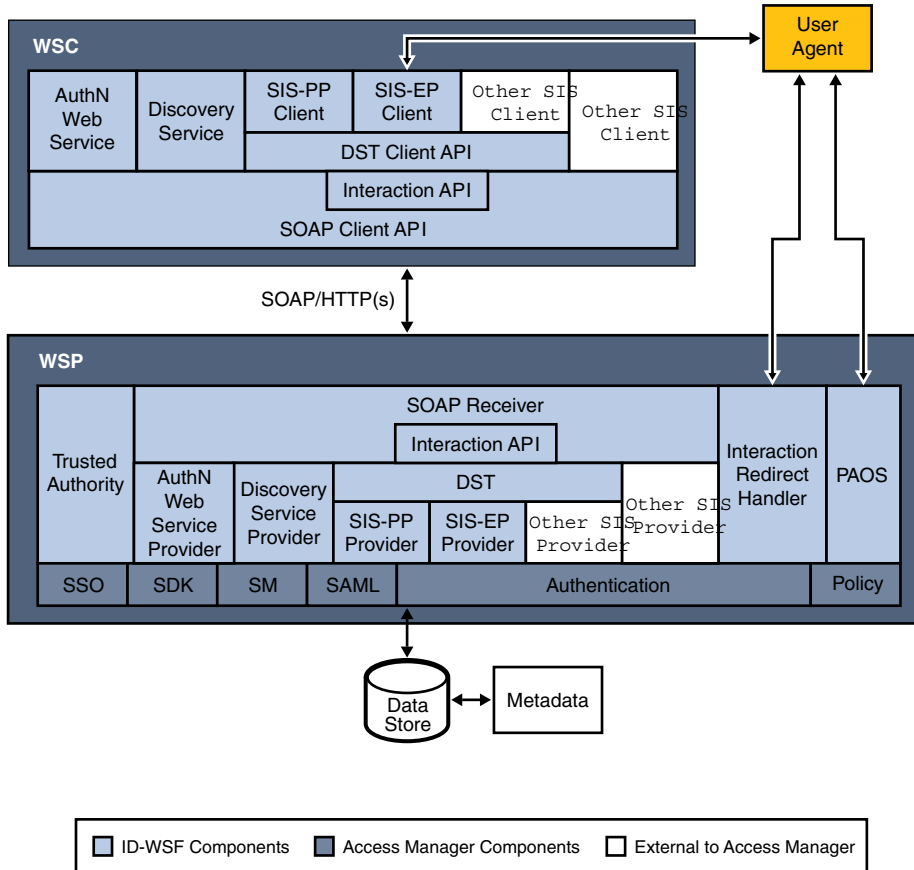 WSC
User
Agent
AuthN
Web
Service
Discovery
Service
SIS-PP
Client
SIS-EP
Client
Other SIS
Client
Other SIS
Client
DST Client API
Interaction API
SOAP Client API
SOAP/HTTP(s)
WSP
Trusted
Authority
SOAP Receiver
Interaction API
AuthN
Web
Service
Provider
Discovery
Service
Provider
DST
SIS-PP
Provider
SIS-EP
Provider
Other SIS
Provider
Other SIS
Provider
Interaction
Redirect
Handler
PAOS
SSO
SDK
SM
SAML
Authentication
Policy
Data
Store
Metadata
ID-WSF Components
Access Manager Components
External to Access Manager